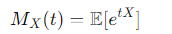 M_X(t) = 𝔼[e^{tX}]